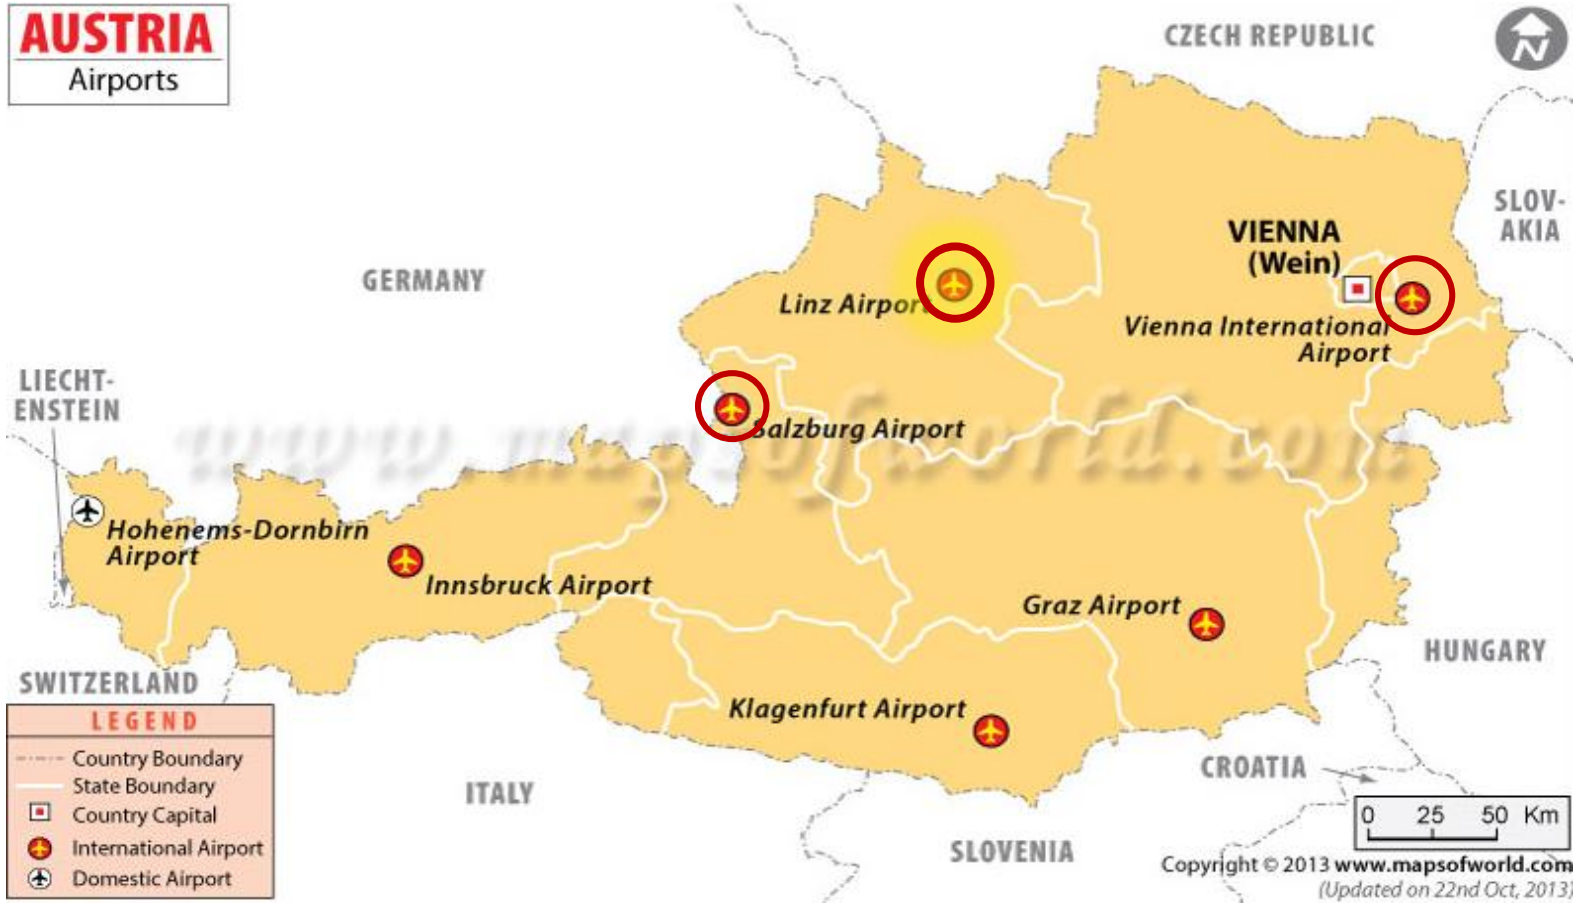 AUSTRIA
Airports
CZECH REPUBLIC
N
SLOV-
AKIA
VIENNA
(Wein)
GERMANY
Linz Airport
Vienna International
Airport
LIECHT-
ENSTEIN
www.mapsofworld.com
Salzburg Airport
Hohenems-Dornbirn
Airport
Innsbruck Airport
Graz Airport
HUNGARY
SWITZERLAND
Klagenfurt Airport
LEGEND
Country Boundary
State Boundary
Country Capital
International Airport
Domestic Airport
ITALY
CROATIA
SLOVENIA
0 25 50 Km
Copyright © 2013 www.mapsofworld.com
(Updated on 22nd Oct, 2013)